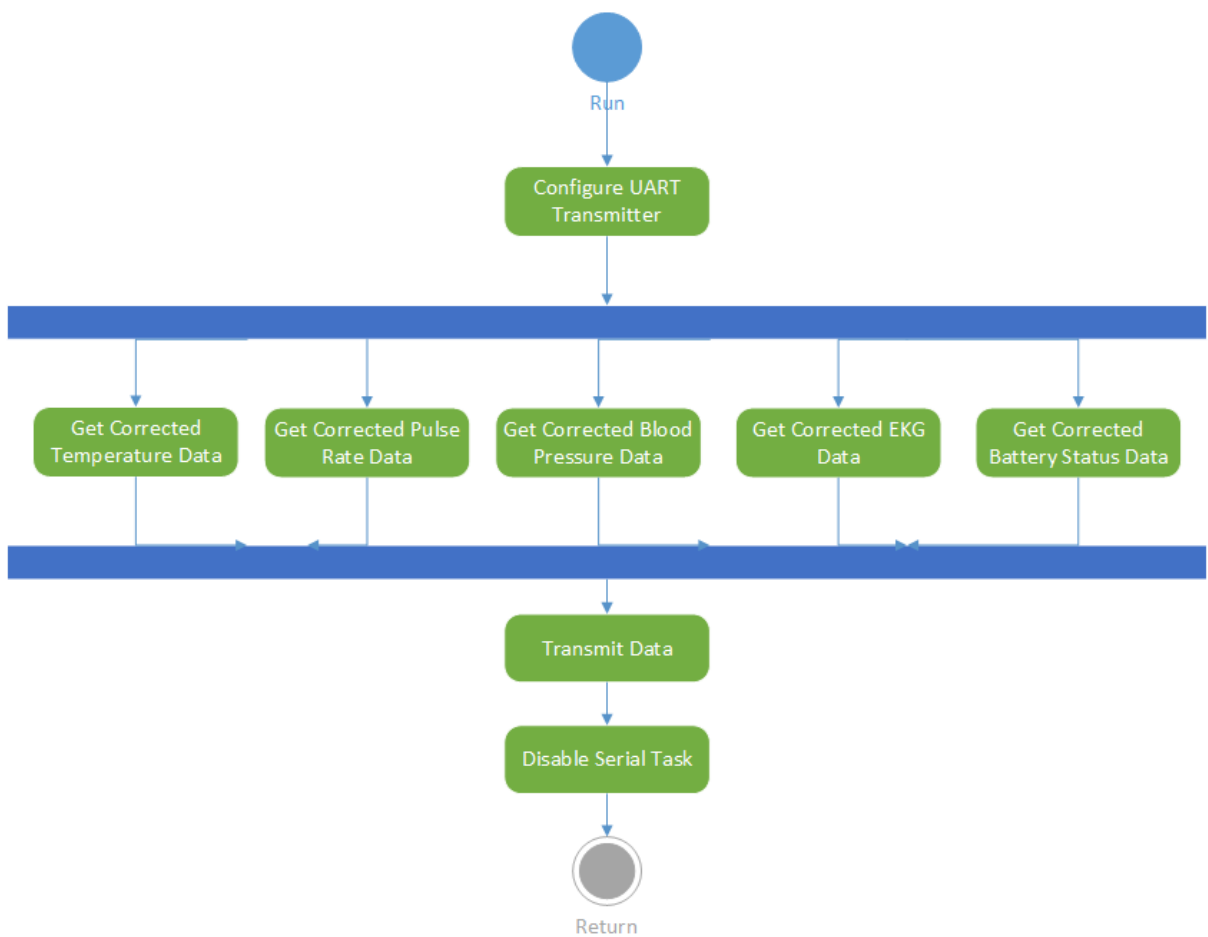 Run
Configure UART
Transmitter
Get Corrected
Temperature Data
Get Corrected Pulse
Rate Data
Get Corrected Blood
Pressure Data
Get Corrected EKG
Data
Get Corrected
Battery Status Data
Transmit Data
Disable Serial Task
Return